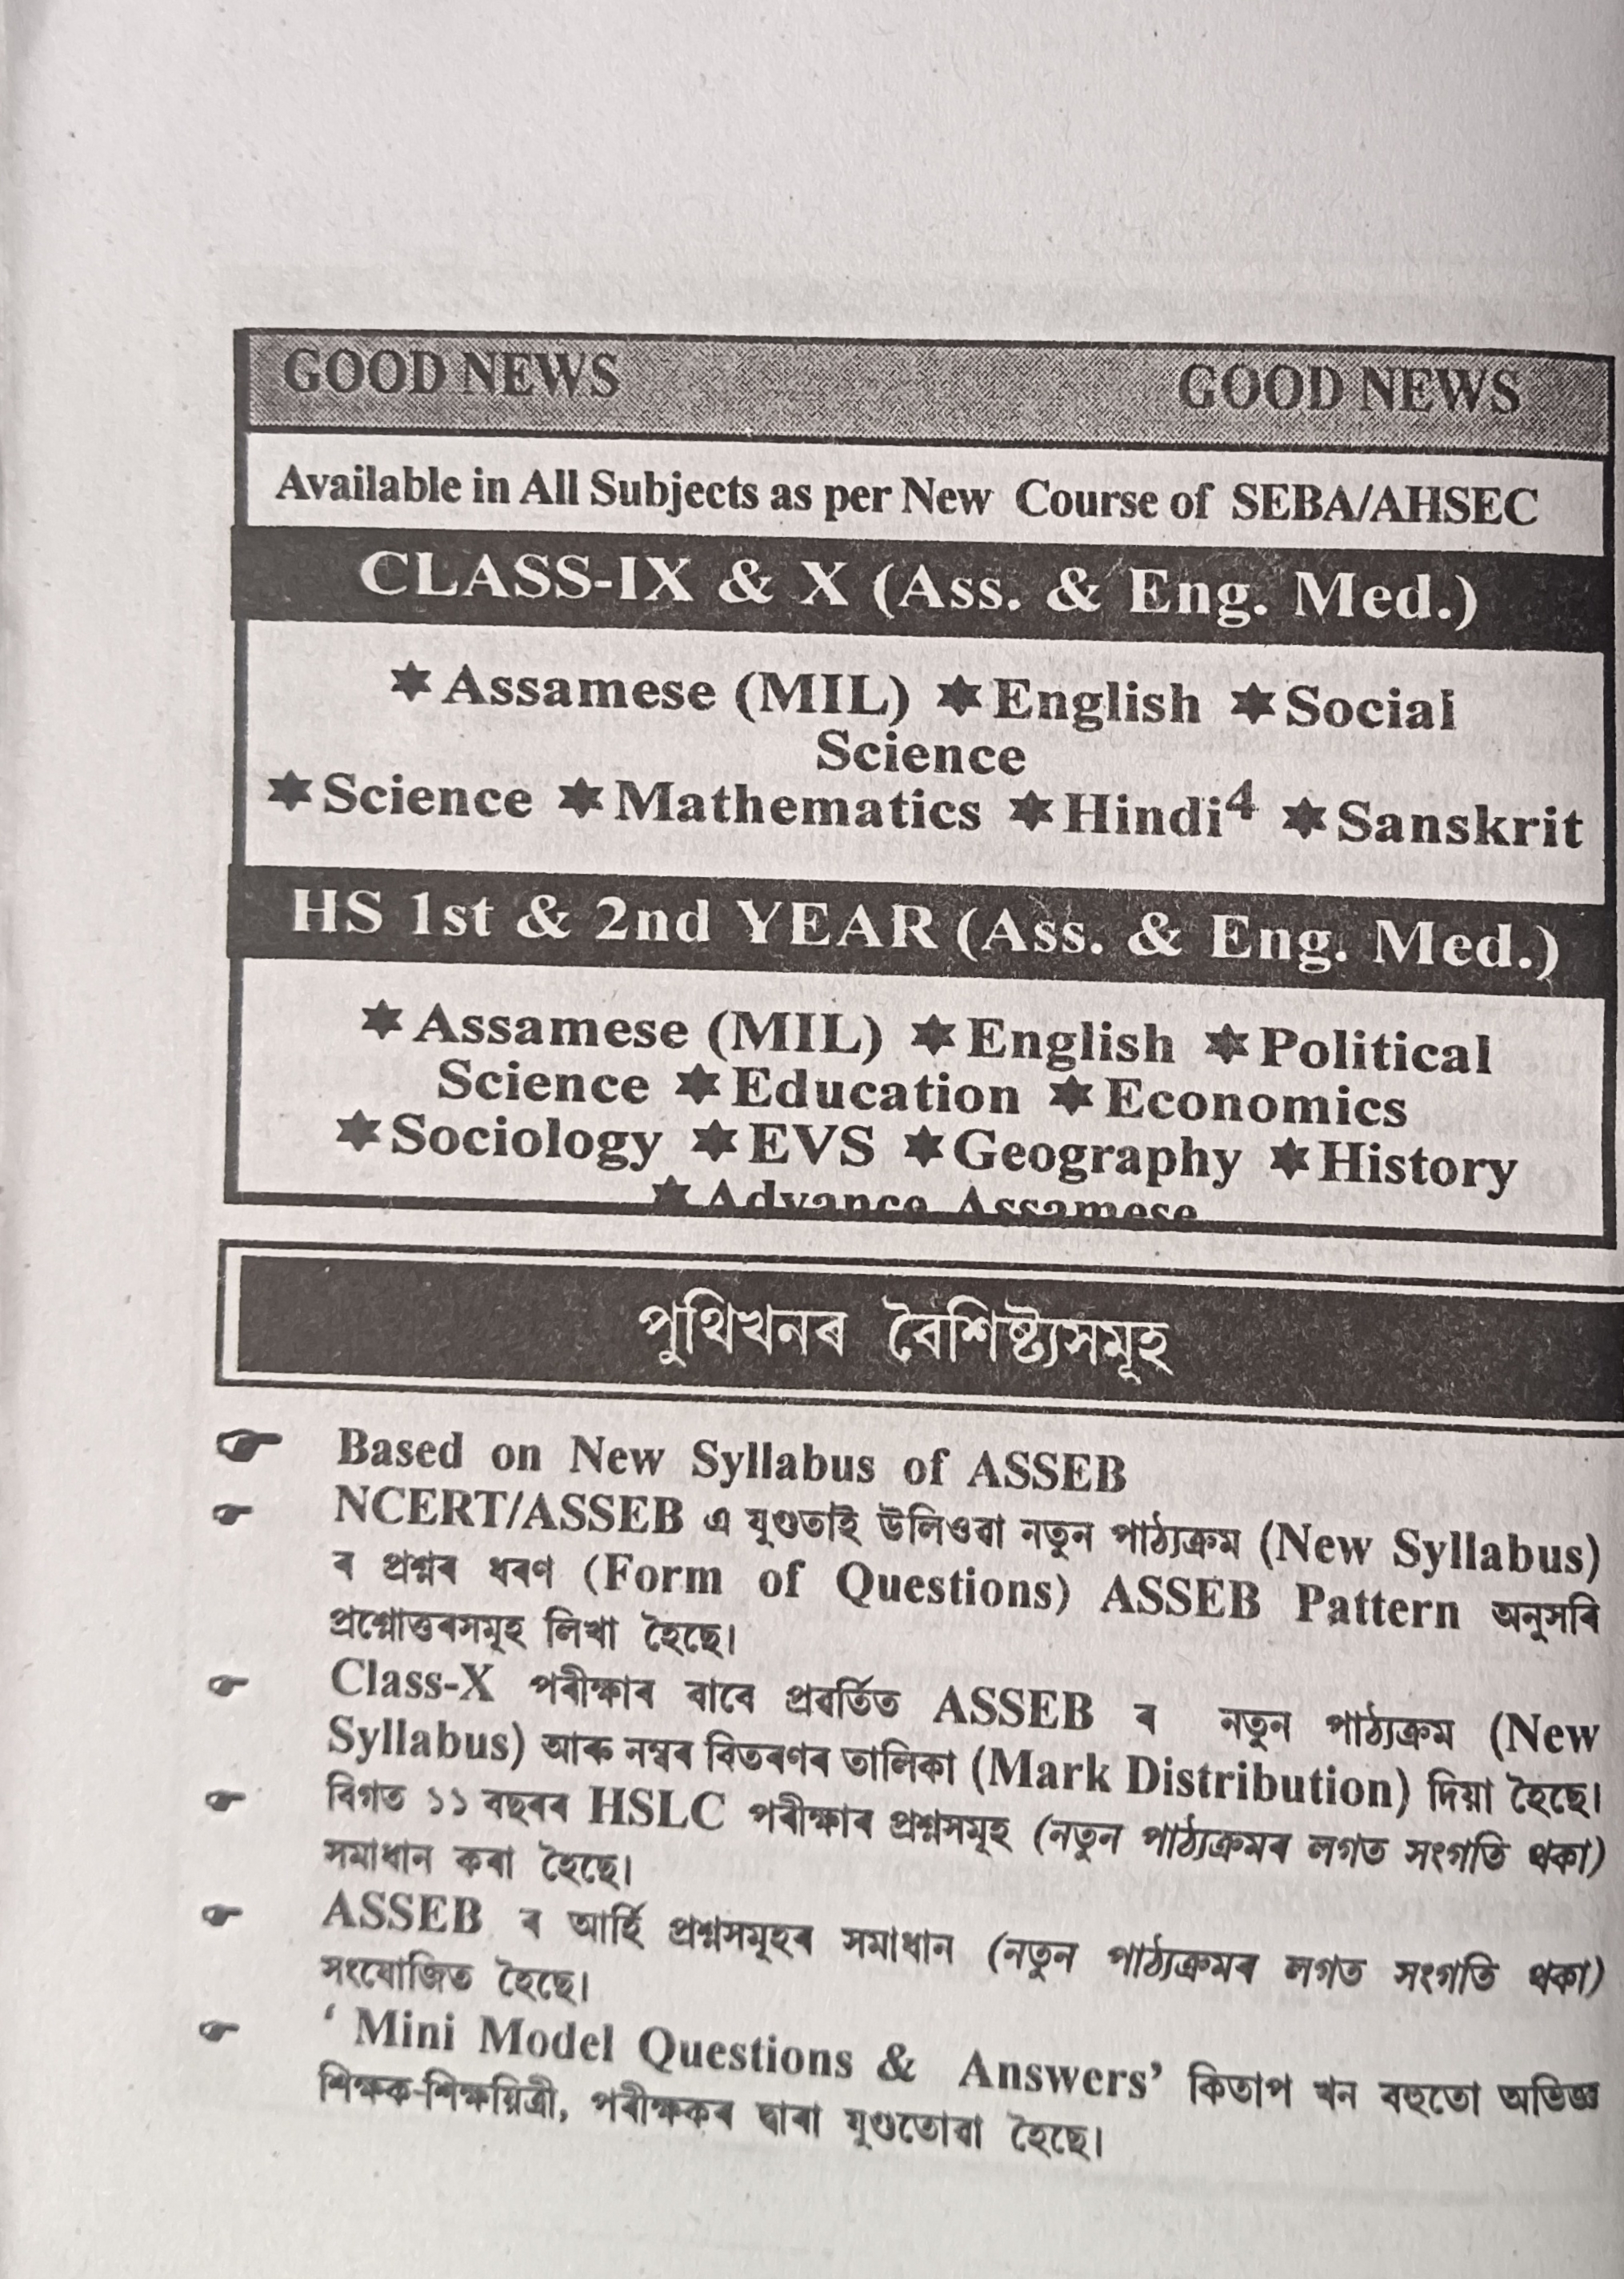 GOOD NEWS GOOD NEWS
Available in All Subjects as per New Course of SEBA/AHSEC
CLASS-IX & X (Ass. & Eng. Med.)
✶Assamese (MIL) ✶English ✶Social
Science
✶Science ✶Mathematics ✶Hindi4 ✶Sanskrit
HS 1st & 2nd YEAR (Ass. & Eng. Med.)
✶Assamese (MIL) ✶English ✶Political
Science ✶Education ✶Economics
✶Sociology ✶EVS ✶Geography ✶History
✶Advance Assamese
পুথিখনৰ বৈশিষ্ট্যসমূহ
☛ Based on New Syllabus of ASSEB
☛ NCERT/ASSEB এ যুগুতাই উলিওৱা নতুন পাঠ্যক্রম (New Syllabus)
ৰ প্ৰশ্নৰ ধৰণ (Form of Questions) ASSEB Pattern অনুসৰি
প্ৰশ্নোত্তৰসমূহ লিখা হৈছে।
☛ Class-X পৰীক্ষাৰ বাবে প্ৰবৰ্তিত ASSEB ৰ নতুন পাঠ্যক্ৰম (New
Syllabus) আৰু নম্বৰ বিতৰণৰ তালিকা (Mark Distribution) দিয়া হৈছে।
☛ বিগত ১১ বছৰৰ HSLC পৰীক্ষাৰ প্ৰশ্নসমূহ (নতুন পাঠ্যক্ৰমৰ লগত সংগতি থকা)
সমাধান কৰা হৈছে।
☛ ASSEB ৰ আৰ্হি প্ৰশ্নসমূহৰ সমাধান (নতুন পাঠ্যক্ৰমৰ লগত সংগতি থকা)
সংযোজিত হৈছে।
☛ ‘ Mini Model Questions & Answers’ কিতাপ খন বহুতো অভিজ্ঞ
শিক্ষক-শিক্ষয়িত্ৰী, পৰীক্ষকৰ দ্বাৰা যুগুতোৱা হৈছে।